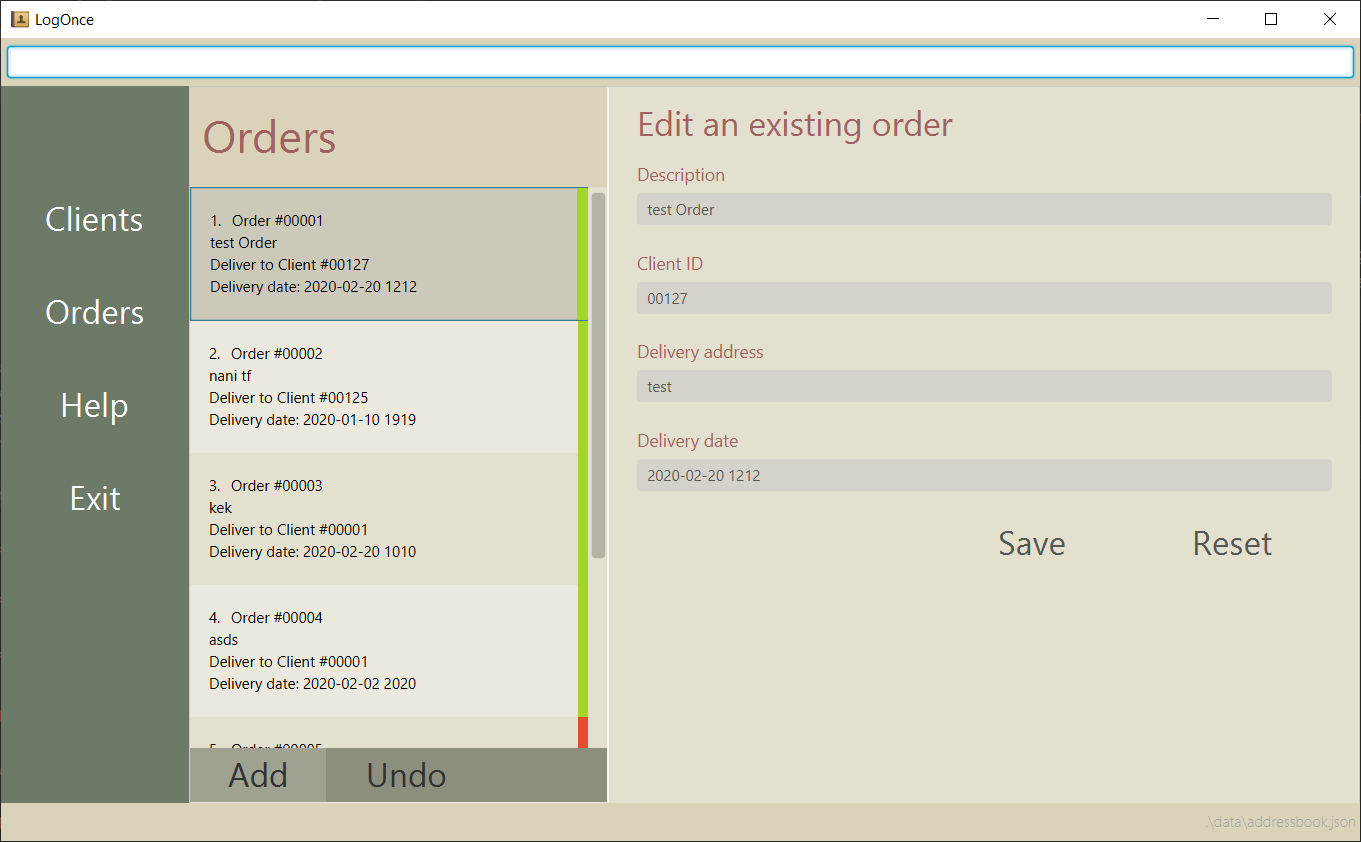 LogOnce
Clients
Orders
Help
Exit
Orders
1. Order #00001
test Order
Deliver to Client #00127
Delivery date: 2020-02-20 1212
2. Order #00002
nani tf
Deliver to Client #00125
Delivery date: 2020-01-10 1919
3. Order #00003
kek
Deliver to Client #00001
Delivery date: 2020-02-20 1010
4. Order #00004
asds
Deliver to Client #00001
Delivery date: 2020-02-02 2020
5. Order #00005
Add Undo
Edit an existing order
Description
test Order
Client ID
00127
Delivery address
test
Delivery date
2020-02-20 1212
Save Reset
.\data\addressbook.json